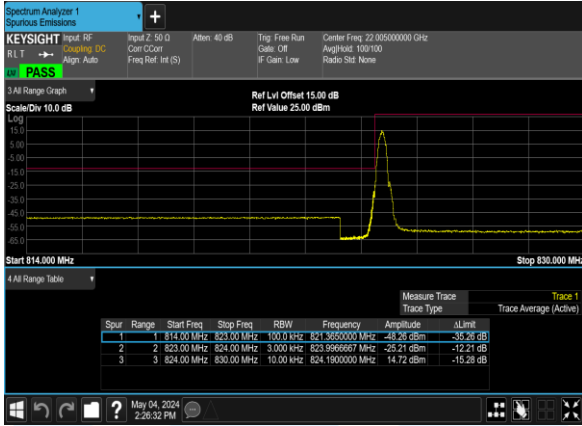 Spectrum Analyzer 1
Spurious Emissions
KEYSIGHT Input: RF Input Z: 50 Ω Atten: 40 dB Trig: Free Run Center Freq: 22.005000000 GHz
RLT Coupling: DC Corr CCorr Gate: Off Avg|Hold: 100/100
Align: Auto Freq Ref: Int (S) IF Gain: Low Radio Std: None
PASS
3 All Range Graph
Ref Lvl Offset 15.00 dB
Scale/Div 10.0 dB Ref Value 25.00 dBm
Log
15.0
5.00
-5.00
-15.0
-25.0
-35.0
-45.0
-55.0
-65.0
Start 814.000 MHz Stop 830.000 MHz
4 All Range Table
Measure Trace Trace 1
Trace Type Trace Average (Active)
Spur Range Start Freq Stop Freq RBW Frequency Amplitude ΔLimit
1 1 814.00 MHz 823.00 MHz 100.0 kHz 821.3650000 MHz -48.26 dBm -35.26 dB
2 2 823.00 MHz 824.00 MHz 3.000 kHz 823.9966667 MHz -25.21 dBm -12.21 dB
3 3 824.00 MHz 830.00 MHz 10.00 kHz 824.1900000 MHz 14.72 dBm -15.28 dB
May 04, 2024
2:26:32 PM